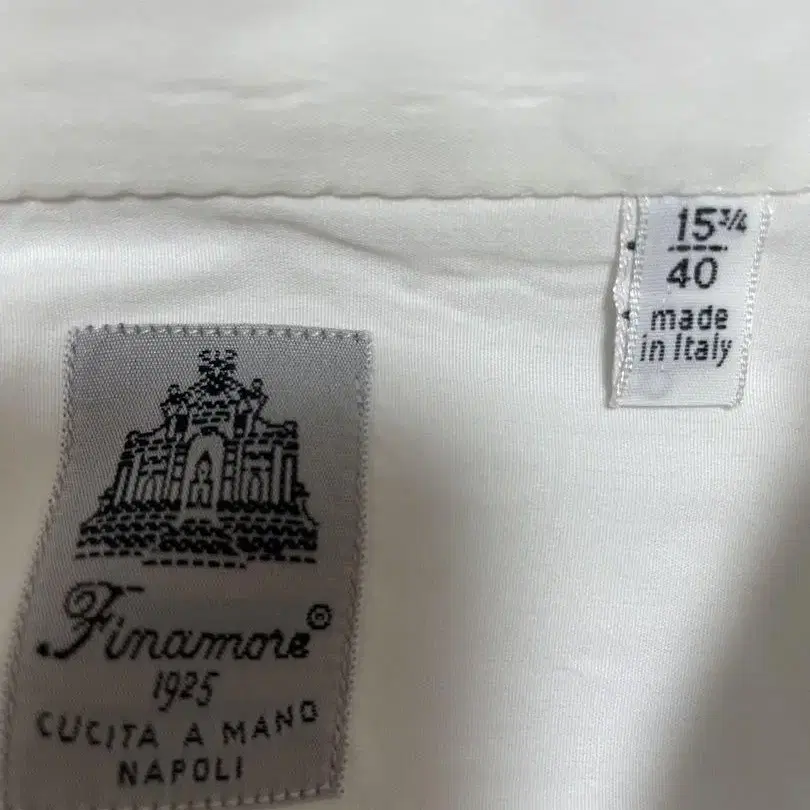 15¾
40
made
in Italy
Finamore®
1925
CUCITA A MANO
NAPOLI